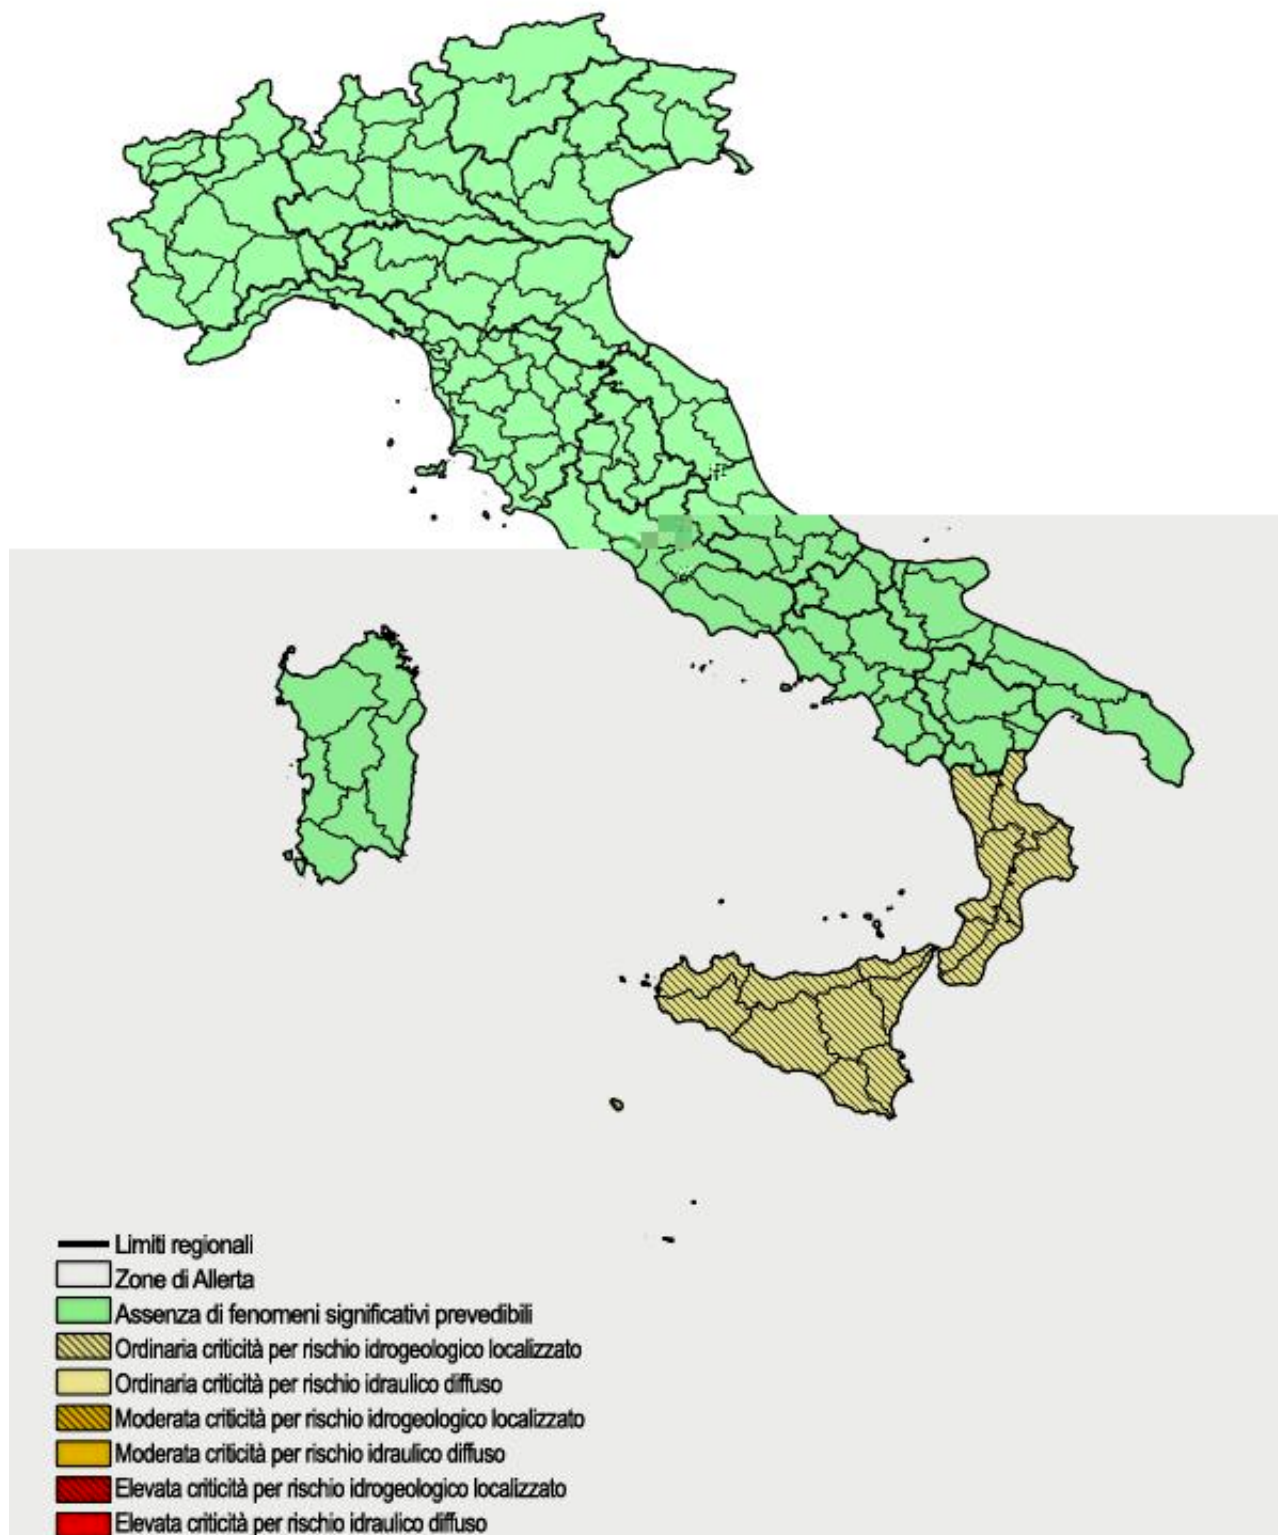 Limiti regionali
Zone di Allerta
Assenza di fenomeni significativi prevedibili
Ordinaria criticità per rischio idrogeologico localizzato
Ordinaria criticità per rischio idraulico diffuso
Moderata criticità per rischio idrogeologico localizzato
Moderata criticità per rischio idraulico diffuso
Elevata criticità per rischio idrogeologico localizzato
Elevata criticità per rischio idraulico diffuso